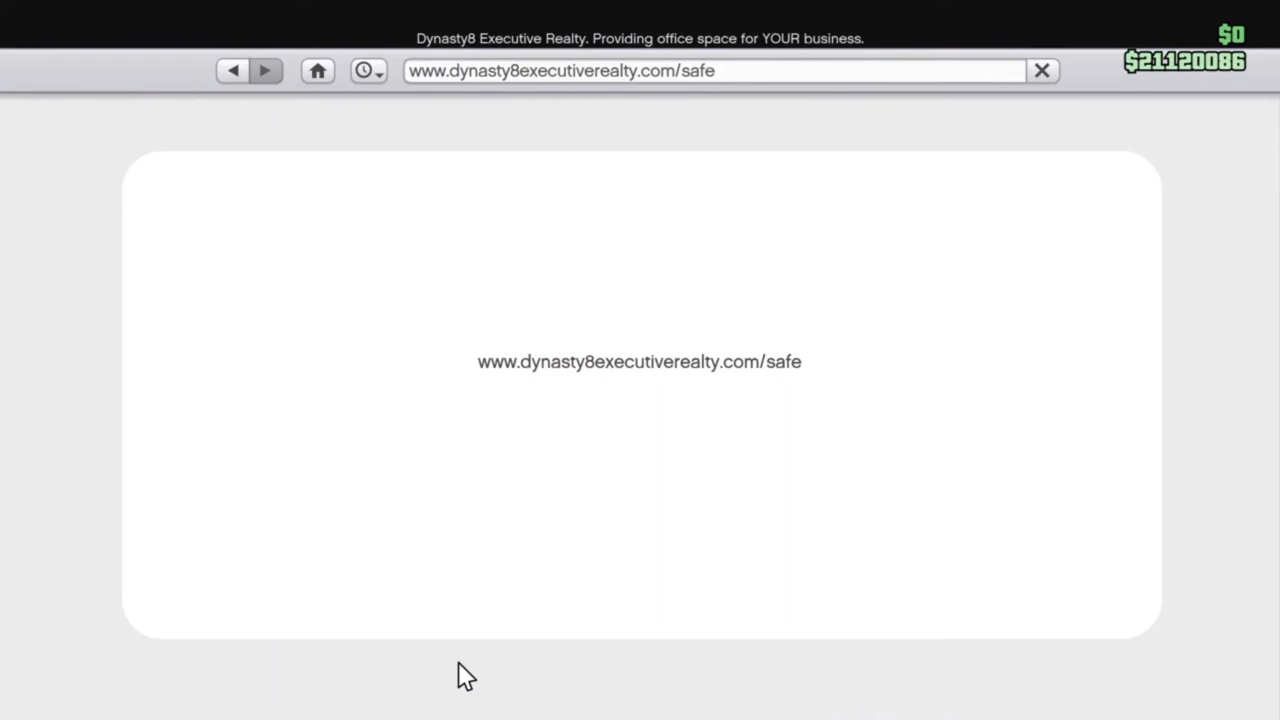 Dynasty8 Executive Realty. Providing office space for YOUR business.
$0
www.dynasty8executiverealty.com/safe
$21120086
www.dynasty8executiverealty.com/safe